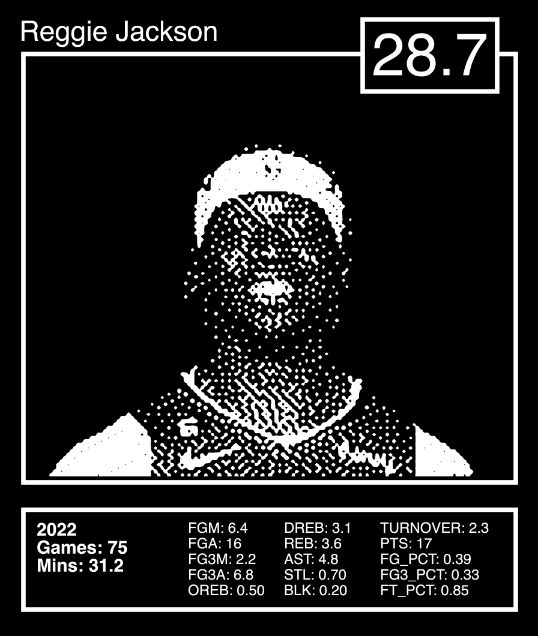 Reggie Jackson
28.7
2022
Games: 75
Mins: 31.2
FGM: 6.4
FGA: 16
FG3M: 2.2
FG3A: 6.8
OREB: 0.50
DREB: 3.1
REB: 3.6
AST: 4.8
STL: 0.70
BLK: 0.20
TURNOVER: 2.3
PTS: 17
FG_PCT: 0.39
FG3_PCT: 0.33
FT_PCT: 0.85